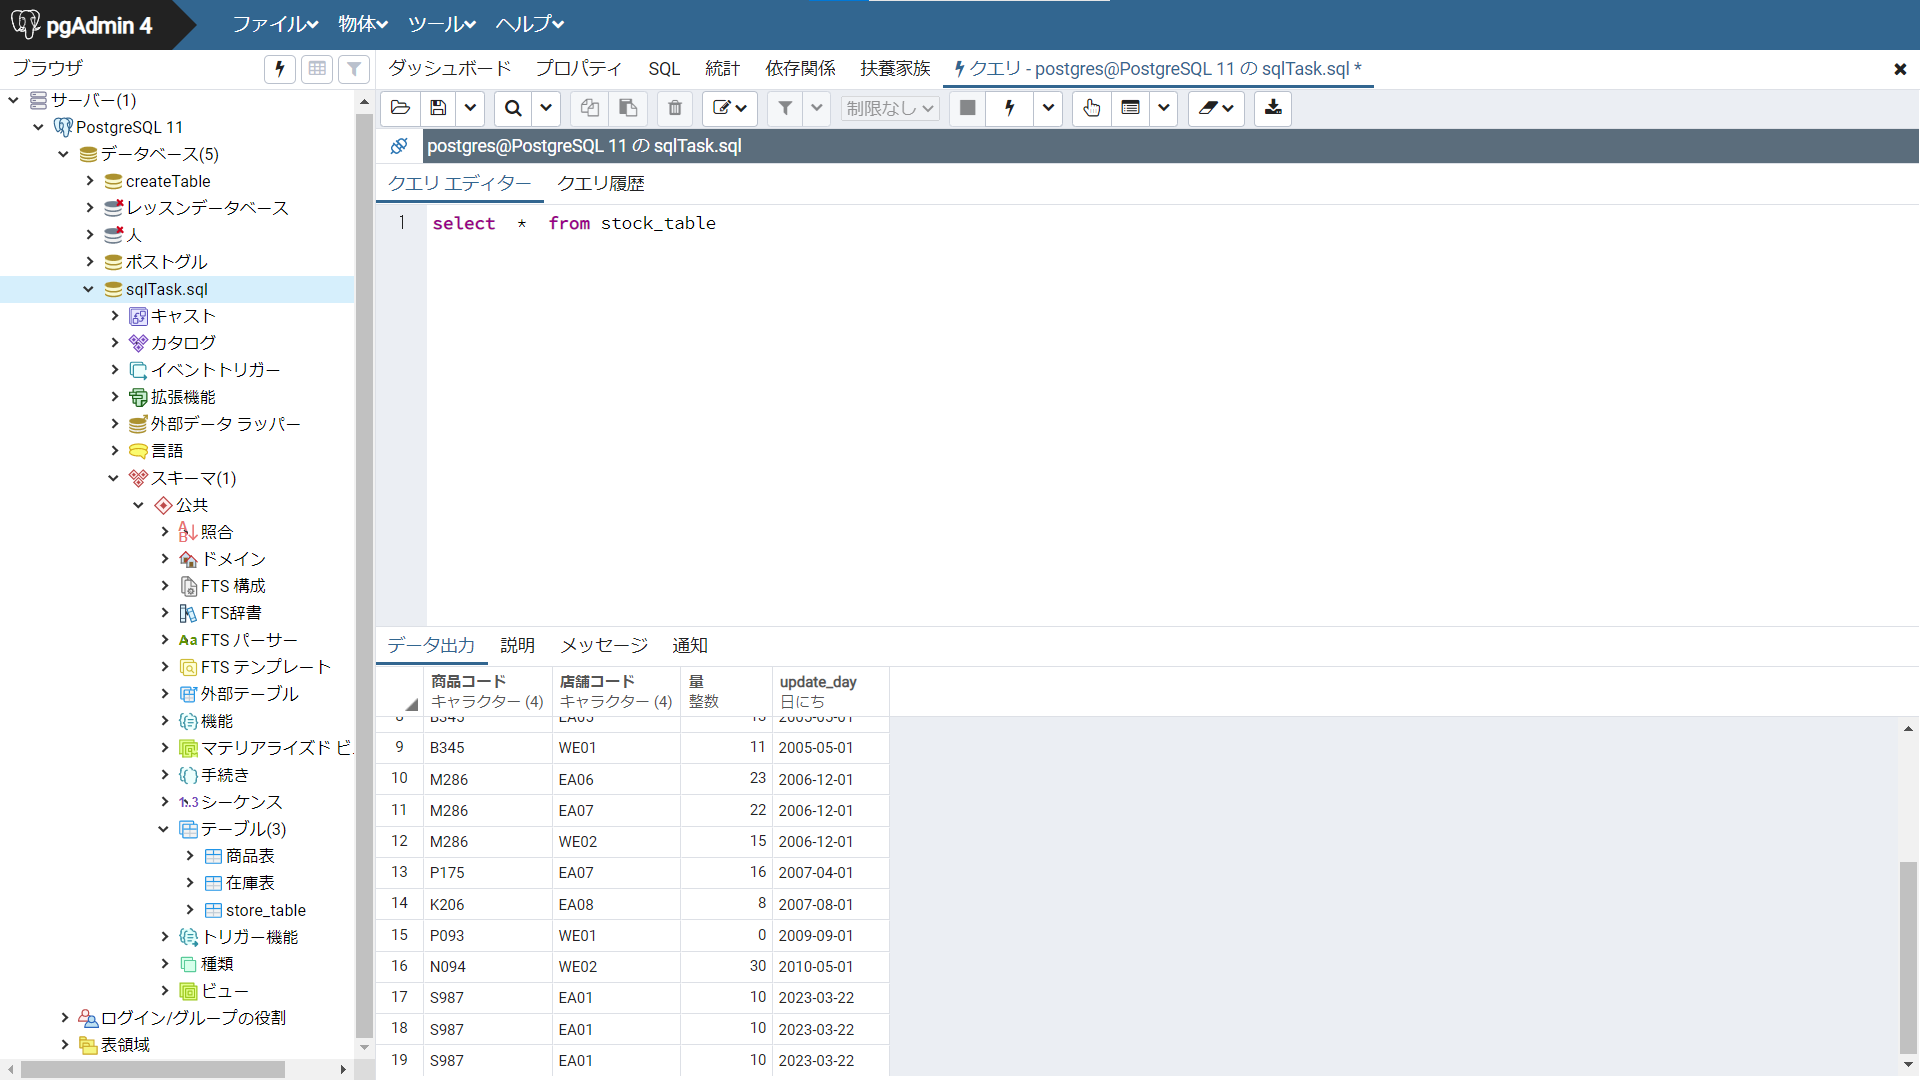 pgAdmin 4
ファイル 物体 ツール ヘルプ
ブラウザ
ダッシュボード プロパティ SQL 統計 依存関係 扶養家族 クエリ - postgres@PostgreSQL 11 の sqlTask.sql *
制限なし
postgres@PostgreSQL 11 の sqlTask.sql
クエリ エディター クエリ履歴
1 select * from stock_table
サーバー(1)
PostgreSQL 11
データベース(5)
createTable
レッスンデータベース
人
ポストグル
sqlTask.sql
キャスト
カタログ
イベントトリガー
拡張機能
外部データ ラッパー
言語
スキーマ(1)
公共
照合
ドメイン
FTS 構成
FTS辞書
FTS パーサー
FTS テンプレート
外部テーブル
機能
マテリアライズド ビ
手続き
1..3 シーケンス
テーブル(3)
商品表
在庫表
store_table
トリガー機能
種類
ビュー
ログイン/グループの役割
表領域
データ出力 説明 メッセージ 通知
商品コード 店舗コード 量 update_day
キャラクター (4) キャラクター (4) 整数 日にち
8 B345 EA05 13 2005-05-01
9 B345 WE01 11 2005-05-01
10 M286 EA06 23 2006-12-01
11 M286 EA07 22 2006-12-01
12 M286 WE02 15 2006-12-01
13 P175 EA07 16 2007-04-01
14 K206 EA08 8 2007-08-01
15 P093 WE01 0 2009-09-01
16 N094 WE02 30 2010-05-01
17 S987 EA01 10 2023-03-22
18 S987 EA01 10 2023-03-22
19 S987 EA01 10 2023-03-22